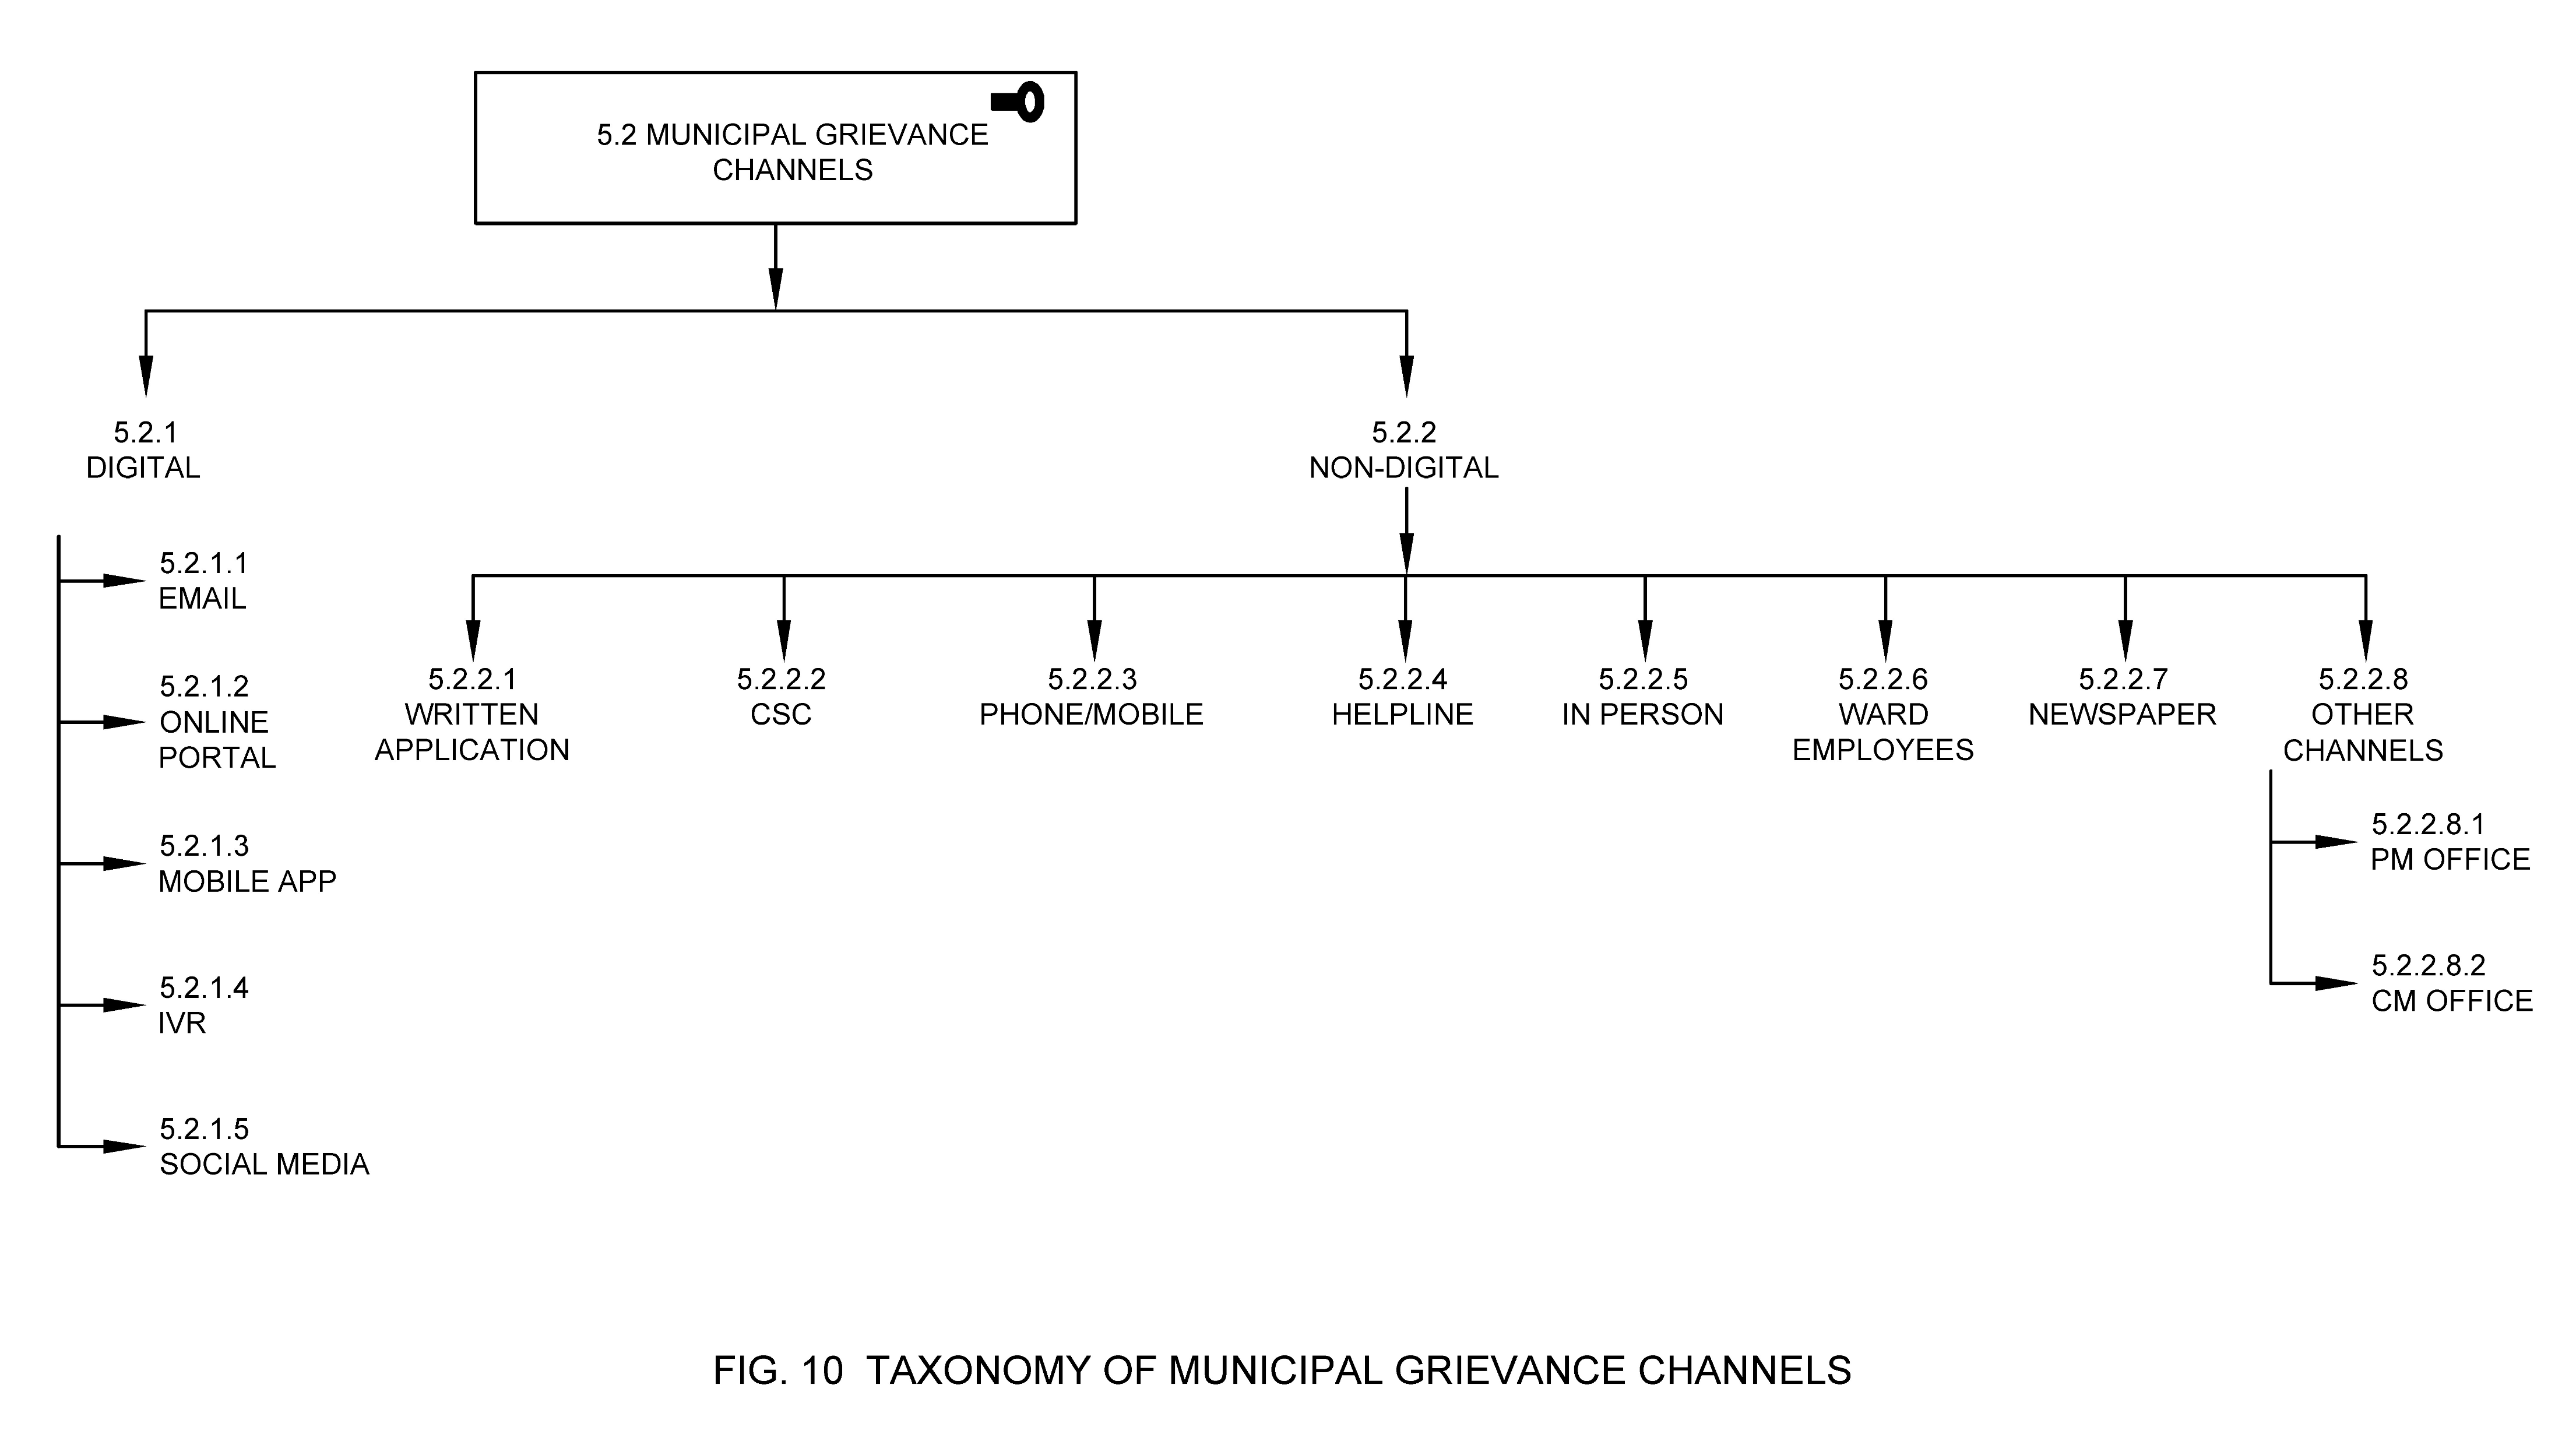 5.2 MUNICIPAL GRIEVANCE
CHANNELS
5.2.1
DIGITAL
5.2.2
NON-DIGITAL
5.2.1.1
EMAIL
5.2.1.2
ONLINE
PORTAL
5.2.1.3
MOBILE APP
5.2.1.4
IVR
5.2.1.5
SOCIAL MEDIA
5.2.2.1
WRITTEN
APPLICATION
5.2.2.2
CSC
5.2.2.3
PHONE/MOBILE
5.2.2.4
HELPLINE
5.2.2.5
IN PERSON
5.2.2.6
WARD
EMPLOYEES
5.2.2.7
NEWSPAPER
5.2.2.8
OTHER
CHANNELS
5.2.2.8.1
PM OFFICE
5.2.2.8.2
CM OFFICE
FIG. 10 TAXONOMY OF MUNICIPAL GRIEVANCE CHANNELS